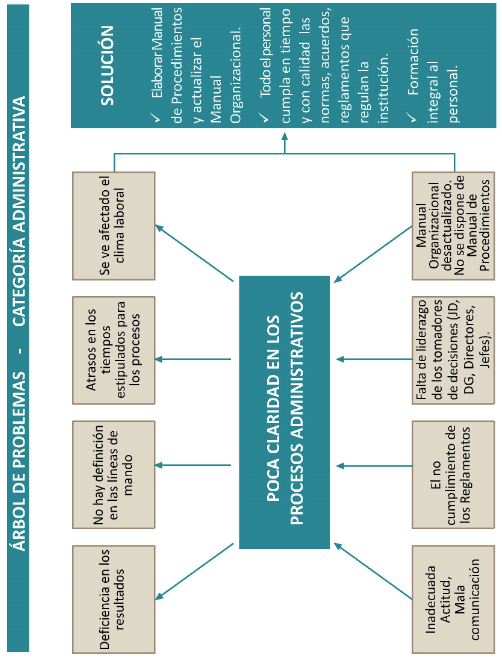 ÁRBOL DE PROBLEMAS - CATEGORÍA ADMINISTRATIVA
Deficiencia en los
resultados
No hay definición
en las líneas de
mando
Atrasos en los
tiempos
estipulados para
los procesos
Se ve afectado el
clima laboral
POCA CLARIDAD EN LOS
PROCESOS ADMINISTRATIVOS
Inadecuada
Actitud,
Mala
comunicación
El no
cumplimiento de
los Reglamentos
Falta de liderazgo
de los tomadores
de decisiones (JD,
DG, Directores,
Jefes).
Manual
Organizacional
desactualizado.
No se dispone de
Manual de
Procedimientos
SOLUCIÓN
✓ Elaborar Manual
de Procedimientos
y actualizar el
Manual
Organizacional.
✓ Todo el personal
cumpla en tiempo
y con calidad las
normas, acuerdos,
reglamentos que
regulan la
institución.
✓ Formación
integral al
personal.